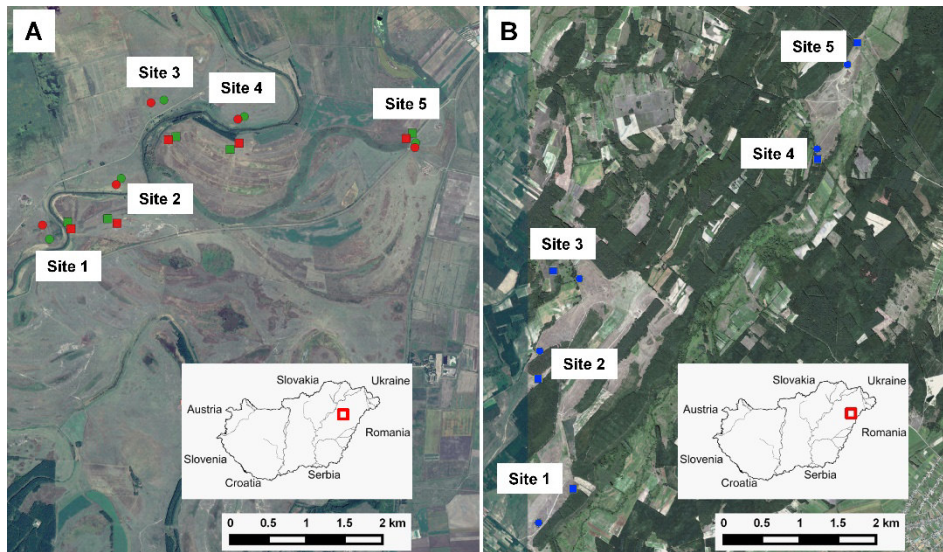 A
Site 3
Site 4
Site 5
Site 2
Site 1
Slovakia
Ukraine
Austria
Romania
Slovenia
Serbia
Croatia
0 0.5 1 1.5 2 km
B
Site 5
Site 4
Site 3
Site 2
Site 1
Slovakia
Ukraine
Austria
Romania
Slovenia
Serbia
Croatia
0 0.5 1 1.5 2 km